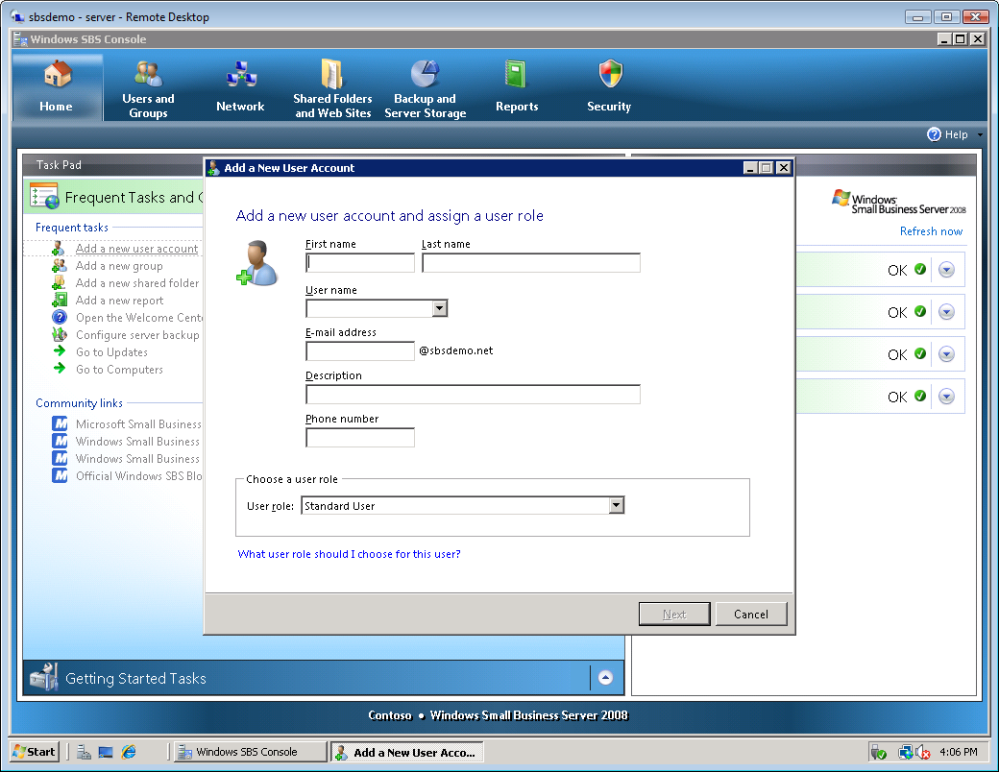 sbsdemo - server - Remote Desktop
Windows SBS Console
Home
Users and
Groups
Network
Shared Folders
and Web Sites
Backup and
Server Storage
Reports
Security
Help
Task Pad
Frequent Tasks and
Frequent tasks
Add a new user account
Add a new group
Add a new shared folder
Add a new report
Open the Welcome Cent
Configure server backup
Go to Updates
Go to Computers
Community links
Microsoft Small Business
Windows Small Business
Windows Small Business
Official Windows SBS Blo
Add a New User Account
Add a new user account and assign a user role
First name
Last name
User name
E-mail address
@sbsdemo.net
Description
Phone number
Choose a user role
User role:
Standard User
What user role should I choose for this user?
Next
Cancel
Windows
Small Business Server 2008
Refresh now
OK
OK
OK
OK
Getting Started Tasks
Contoso • Windows Small Business Server 2008
Start
Windows SBS Console
Add a New User Acco...
4:06 PM